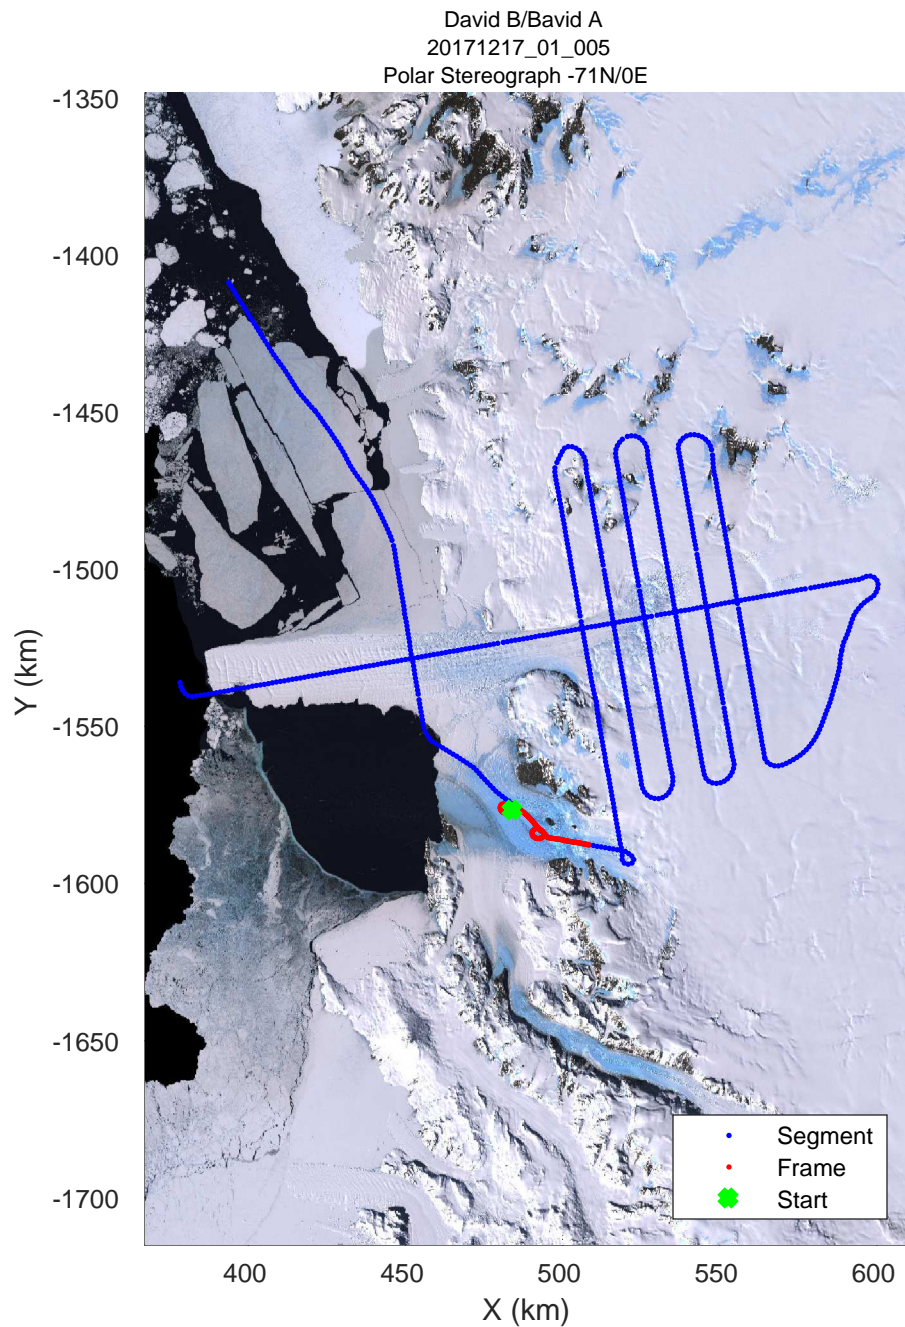 David B/Bavid A
20171217_01_005
Polar Stereograph -71N/0E
-1350
-1400
-1450
-1500
-1550
-1600
-1650
-1700
Y (km)
400
450
500
550
600
X (km)
Segment
Frame
Start